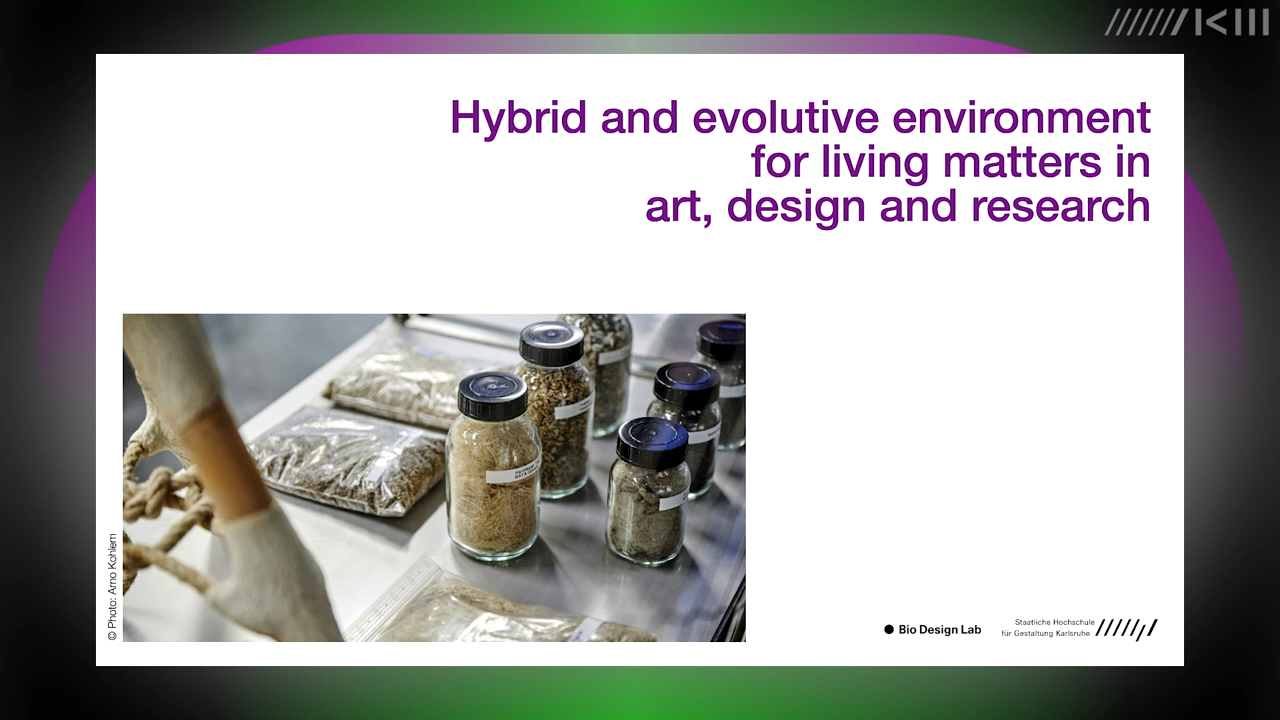 Hybrid and evolutive environment
for living matters in
art, design and research
© Photo: Arno Kohlem
Bio Design Lab
Staatliche Hochschule
für Gestaltung Karlsruhe